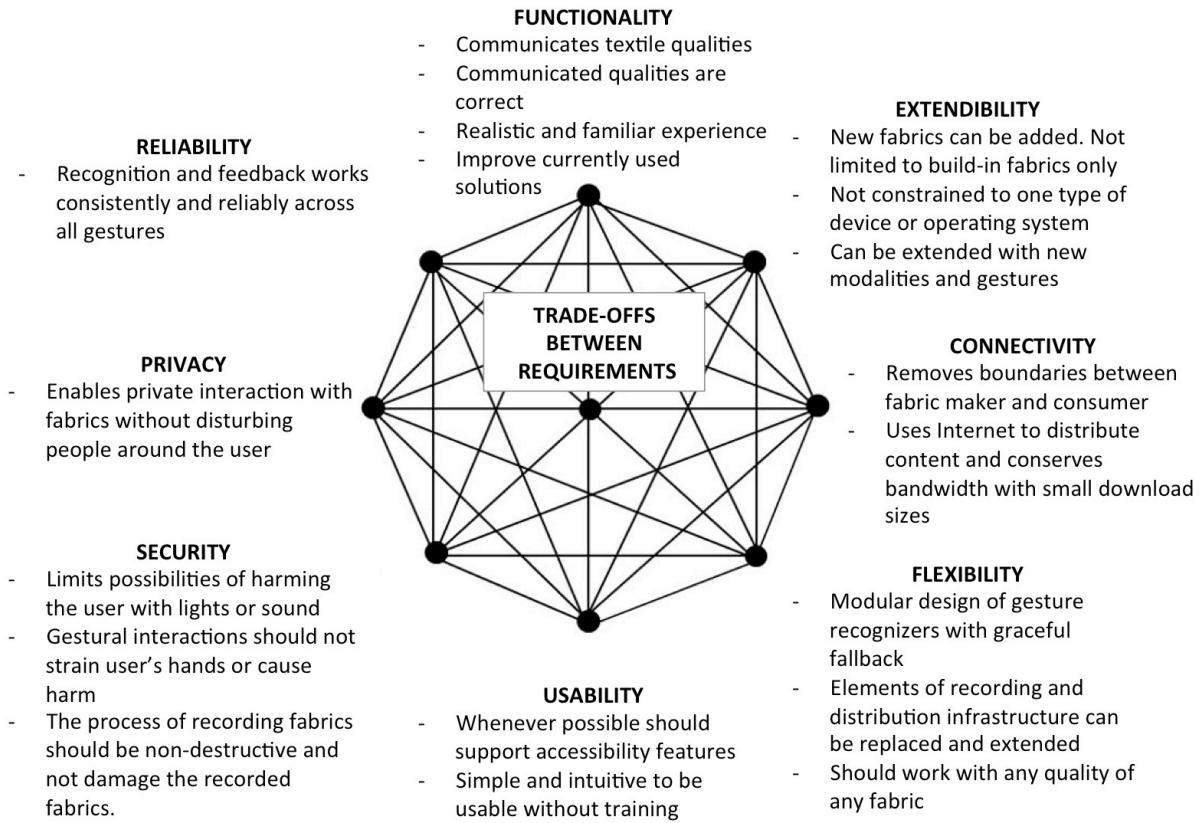 FUNCTIONALITY
- Communicates textile qualities
- Communicated qualities are
correct
- Realistic and familiar experience
- Improve currently used
solutions
EXTENDIBILITY
- New fabrics can be added. Not
limited to build-in fabrics only
- Not constrained to one type of
device or operating system
- Can be extended with new
modalities and gestures
RELIABILITY
- Recognition and feedback works
consistently and reliably across
all gestures
TRADE-OFFS
BETWEEN
REQUIREMENTS
CONNECTIVITY
- Removes boundaries between
fabric maker and consumer
- Uses Internet to distribute
content and conserves
bandwidth with small download
sizes
PRIVACY
- Enables private interaction with
fabrics without disturbing
people around the user
SECURITY
- Limits possibilities of harming
the user with lights or sound
- Gestural interactions should not
strain user’s hands or cause
harm
- The process of recording fabrics
should be non-destructive and
not damage the recorded
fabrics.
USABILITY
- Whenever possible should
support accessibility features
- Simple and intuitive to be
usable without training
FLEXIBILITY
- Modular design of gesture
recognizers with graceful
fallback
- Elements of recording and
distribution infrastructure can
be replaced and extended
- Should work with any quality of
any fabric